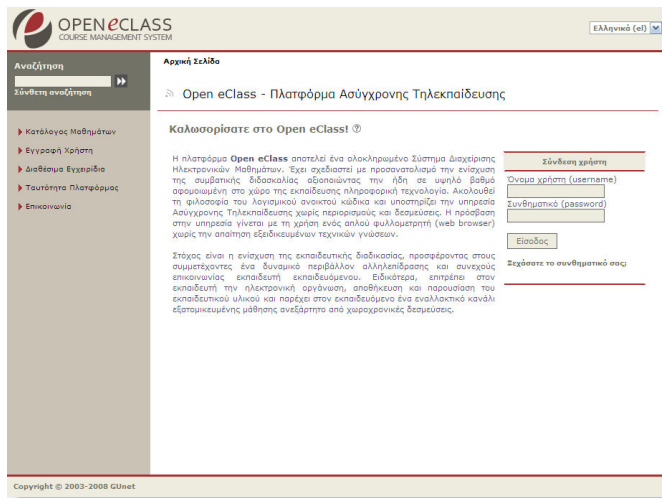 OPENeCLASS
COURSE MANAGEMENT SYSTEM
Ελληνικά (el)
Αναζήτηση
Σύνθετη αναζήτηση
Αρχική Σελίδα
Open eClass - Πλατφόρμα Ασύγχρονης Τηλεκπαίδευσης
Κατάλογος Μαθημάτων
Εγγραφή Χρήστη
Διαθέσιμα Εγχειρίδια
Ταυτότητα Πλατφόρμας
Επικοινωνία
Καλωσορίσατε στο Open eClass!
Η πλατφόρμα Open eClass αποτελεί ένα ολοκληρωμένο Σύστημα Διαχείρισης
Ηλεκτρονικών Μαθημάτων. Έχει σχεδιαστεί με προσανατολισμό την ενίσχυση
της συμβατικής διδασκαλίας αξιοποιώντας την ήδη σε υψηλό βαθμό
αφομοιωμένη στο χώρο της εκπαίδευσης πληροφορική τεχνολογία. Ακολουθεί
τη φιλοσοφία του λογισμικού ανοικτού κώδικα και υποστηρίζει την υπηρεσία
Ασύγχρονης Τηλεκπαίδευσης χωρίς περιορισμούς και δεσμεύσεις. Η πρόσβαση
στην υπηρεσία γίνεται με τη χρήση ενός απλού φυλλομετρητή (web browser)
χωρίς την απαίτηση εξειδικευμένων τεχνικών γνώσεων.
Στόχος είναι η ενίσχυση της εκπαιδευτικής διαδικασίας, προσφέροντας στους
συμμετέχοντες ένα δυναμικό περιβάλλον αλληλεπίδρασης και συνεχούς
επικοινωνίας εκπαιδευτή εκπαιδευόμενου. Ειδικότερα, επιτρέπει στον
εκπαιδευτή την ηλεκτρονική οργάνωση, αποθήκευση και παρουσίαση του
εκπαιδευτικού υλικού και παρέχει στον εκπαιδευόμενο ένα εναλλακτικό κανάλι
εξατομικευμένης μάθησης ανεξάρτητο από χωροχρονικές δεσμεύσεις.
Σύνδεση χρήστη
Όνομα χρήστη (username)
Συνθηματικό (password)
Είσοδος
Ξεχάσατε το συνθηματικό σας;
Copyright © 2003-2008 GUnet